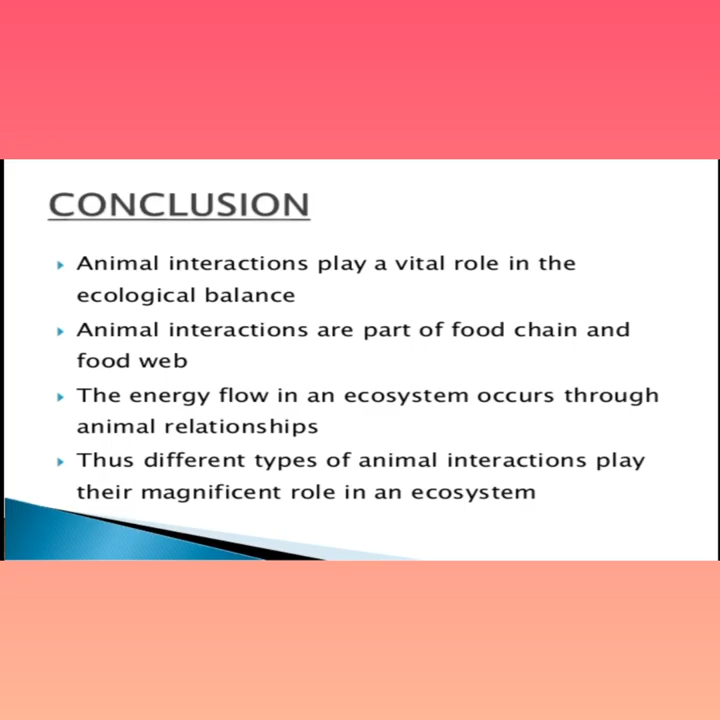 CONCLUSION
Animal interactions play a vital role in the
ecological balance
Animal interactions are part of food chain and
food web
The energy flow in an ecosystem occurs through
animal relationships
Thus different types of animal interactions play
their magnificent role in an ecosystem